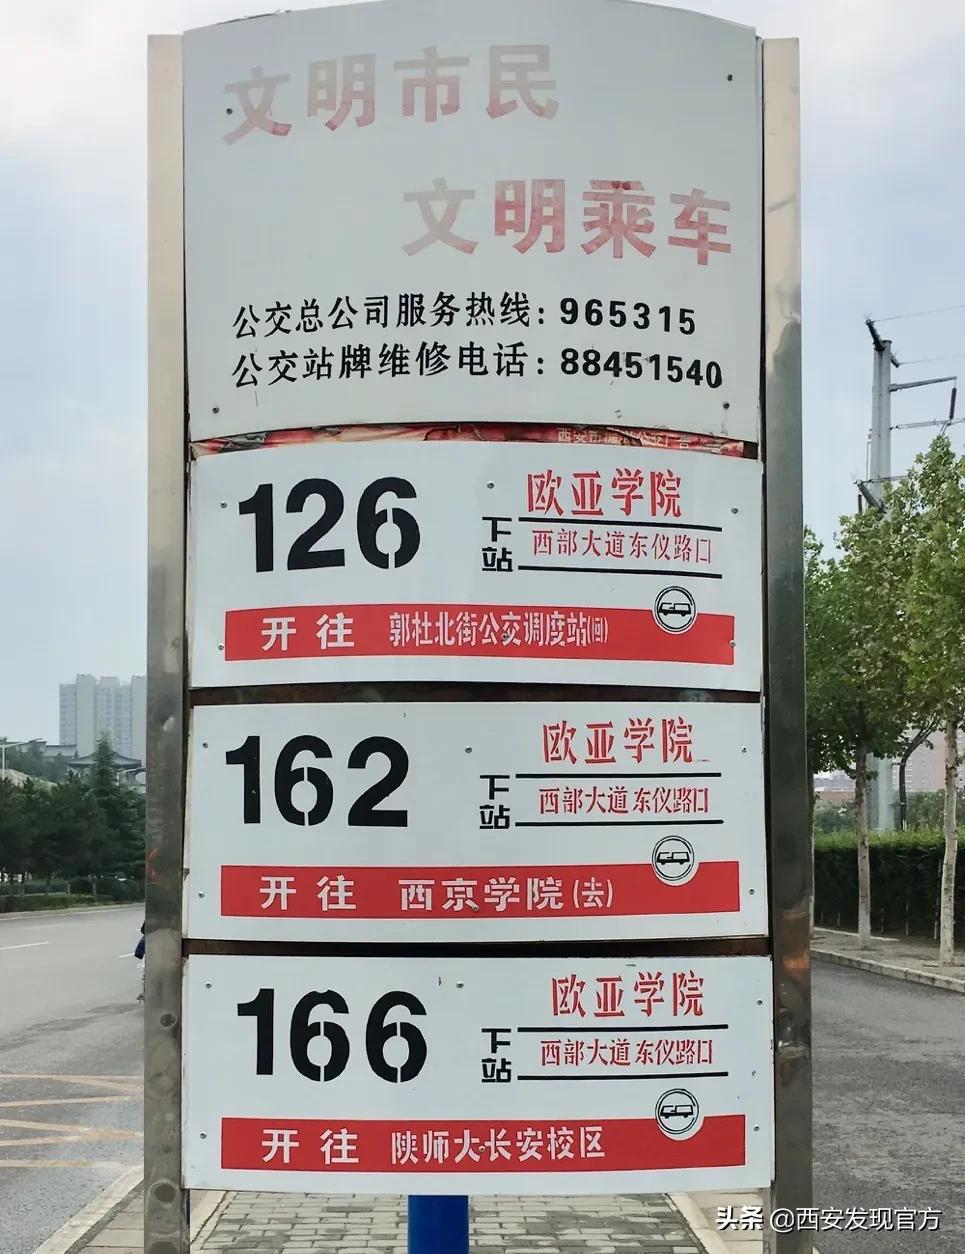 文明市民
文明乘车
公交总公司服务热线：965315
公交站牌维修电话：88451540
126
欧亚学院
下站
西部大道东仪路口
开往 郭杜北街公交调度站(回)
162
欧亚学院
下站
西部大道东仪路口
开往 西京学院(去)
166
欧亚学院
下站
西部大道东仪路口
开往 陕师大长安校区
头条 @西安发现官方